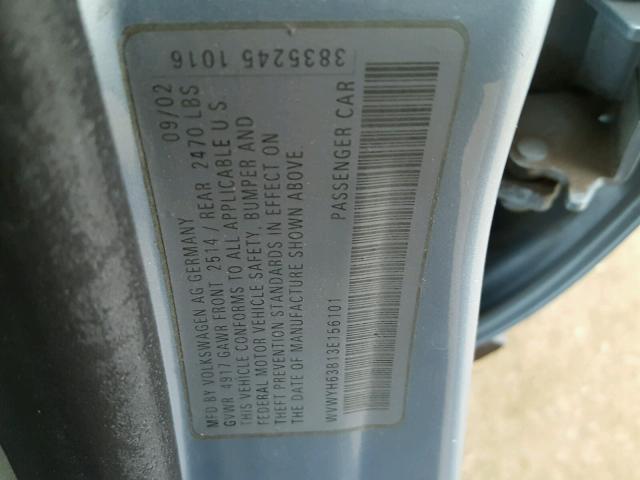 3835245 1016
09/02
MFD BY VOLKSWAGEN AG GERMANY
GVWR 4917 GAWR FRONT 2514 / REAR 2470 LBS
THIS VEHICLE CONFORMS TO ALL APPLICABLE U S
FEDERAL MOTOR VEHICLE SAFETY, BUMPER AND
THEFT PREVENTION STANDARDS IN EFFECT ON
THE DATE OF MANUFACTURE SHOWN ABOVE.
WVWYH63B13E156101
PASSENGER CAR